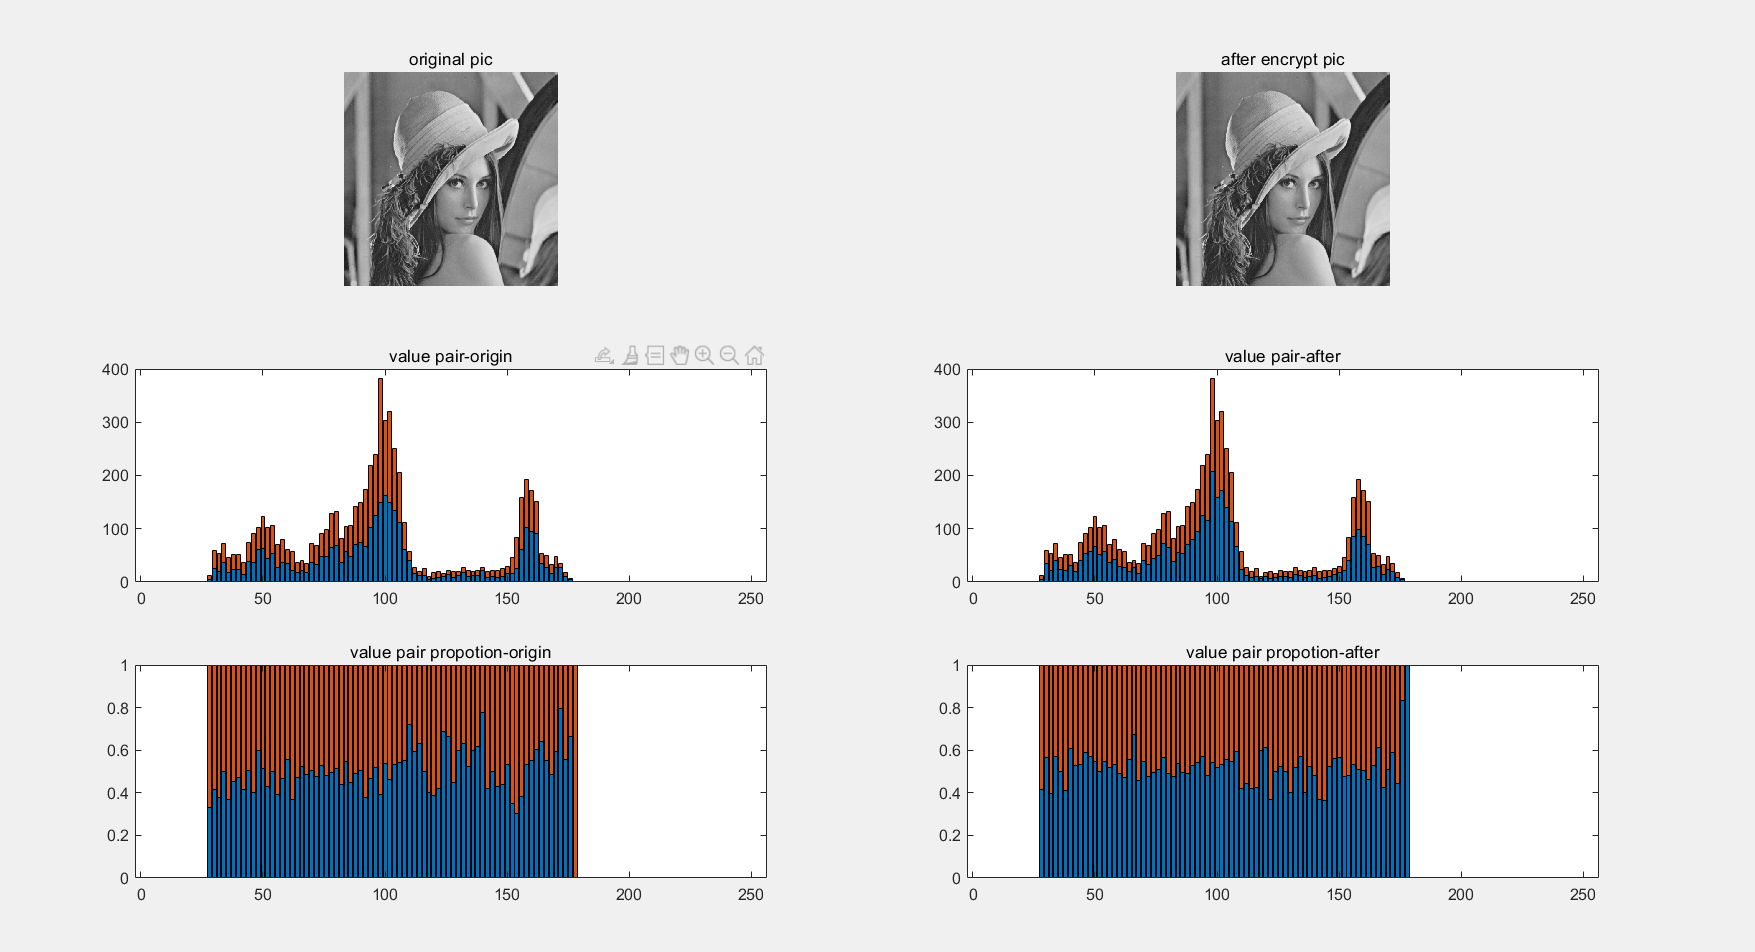 original pic
after encrypt pic
value pair-origin
400
300
200
100
0
0 50 100 150 200 250
value pair-after
400
300
200
100
0
0 50 100 150 200 250
value pair propotion-origin
1
0.8
0.6
0.4
0.2
0
0 50 100 150 200 250
value pair propotion-after
1
0.8
0.6
0.4
0.2
0
0 50 100 150 200 250